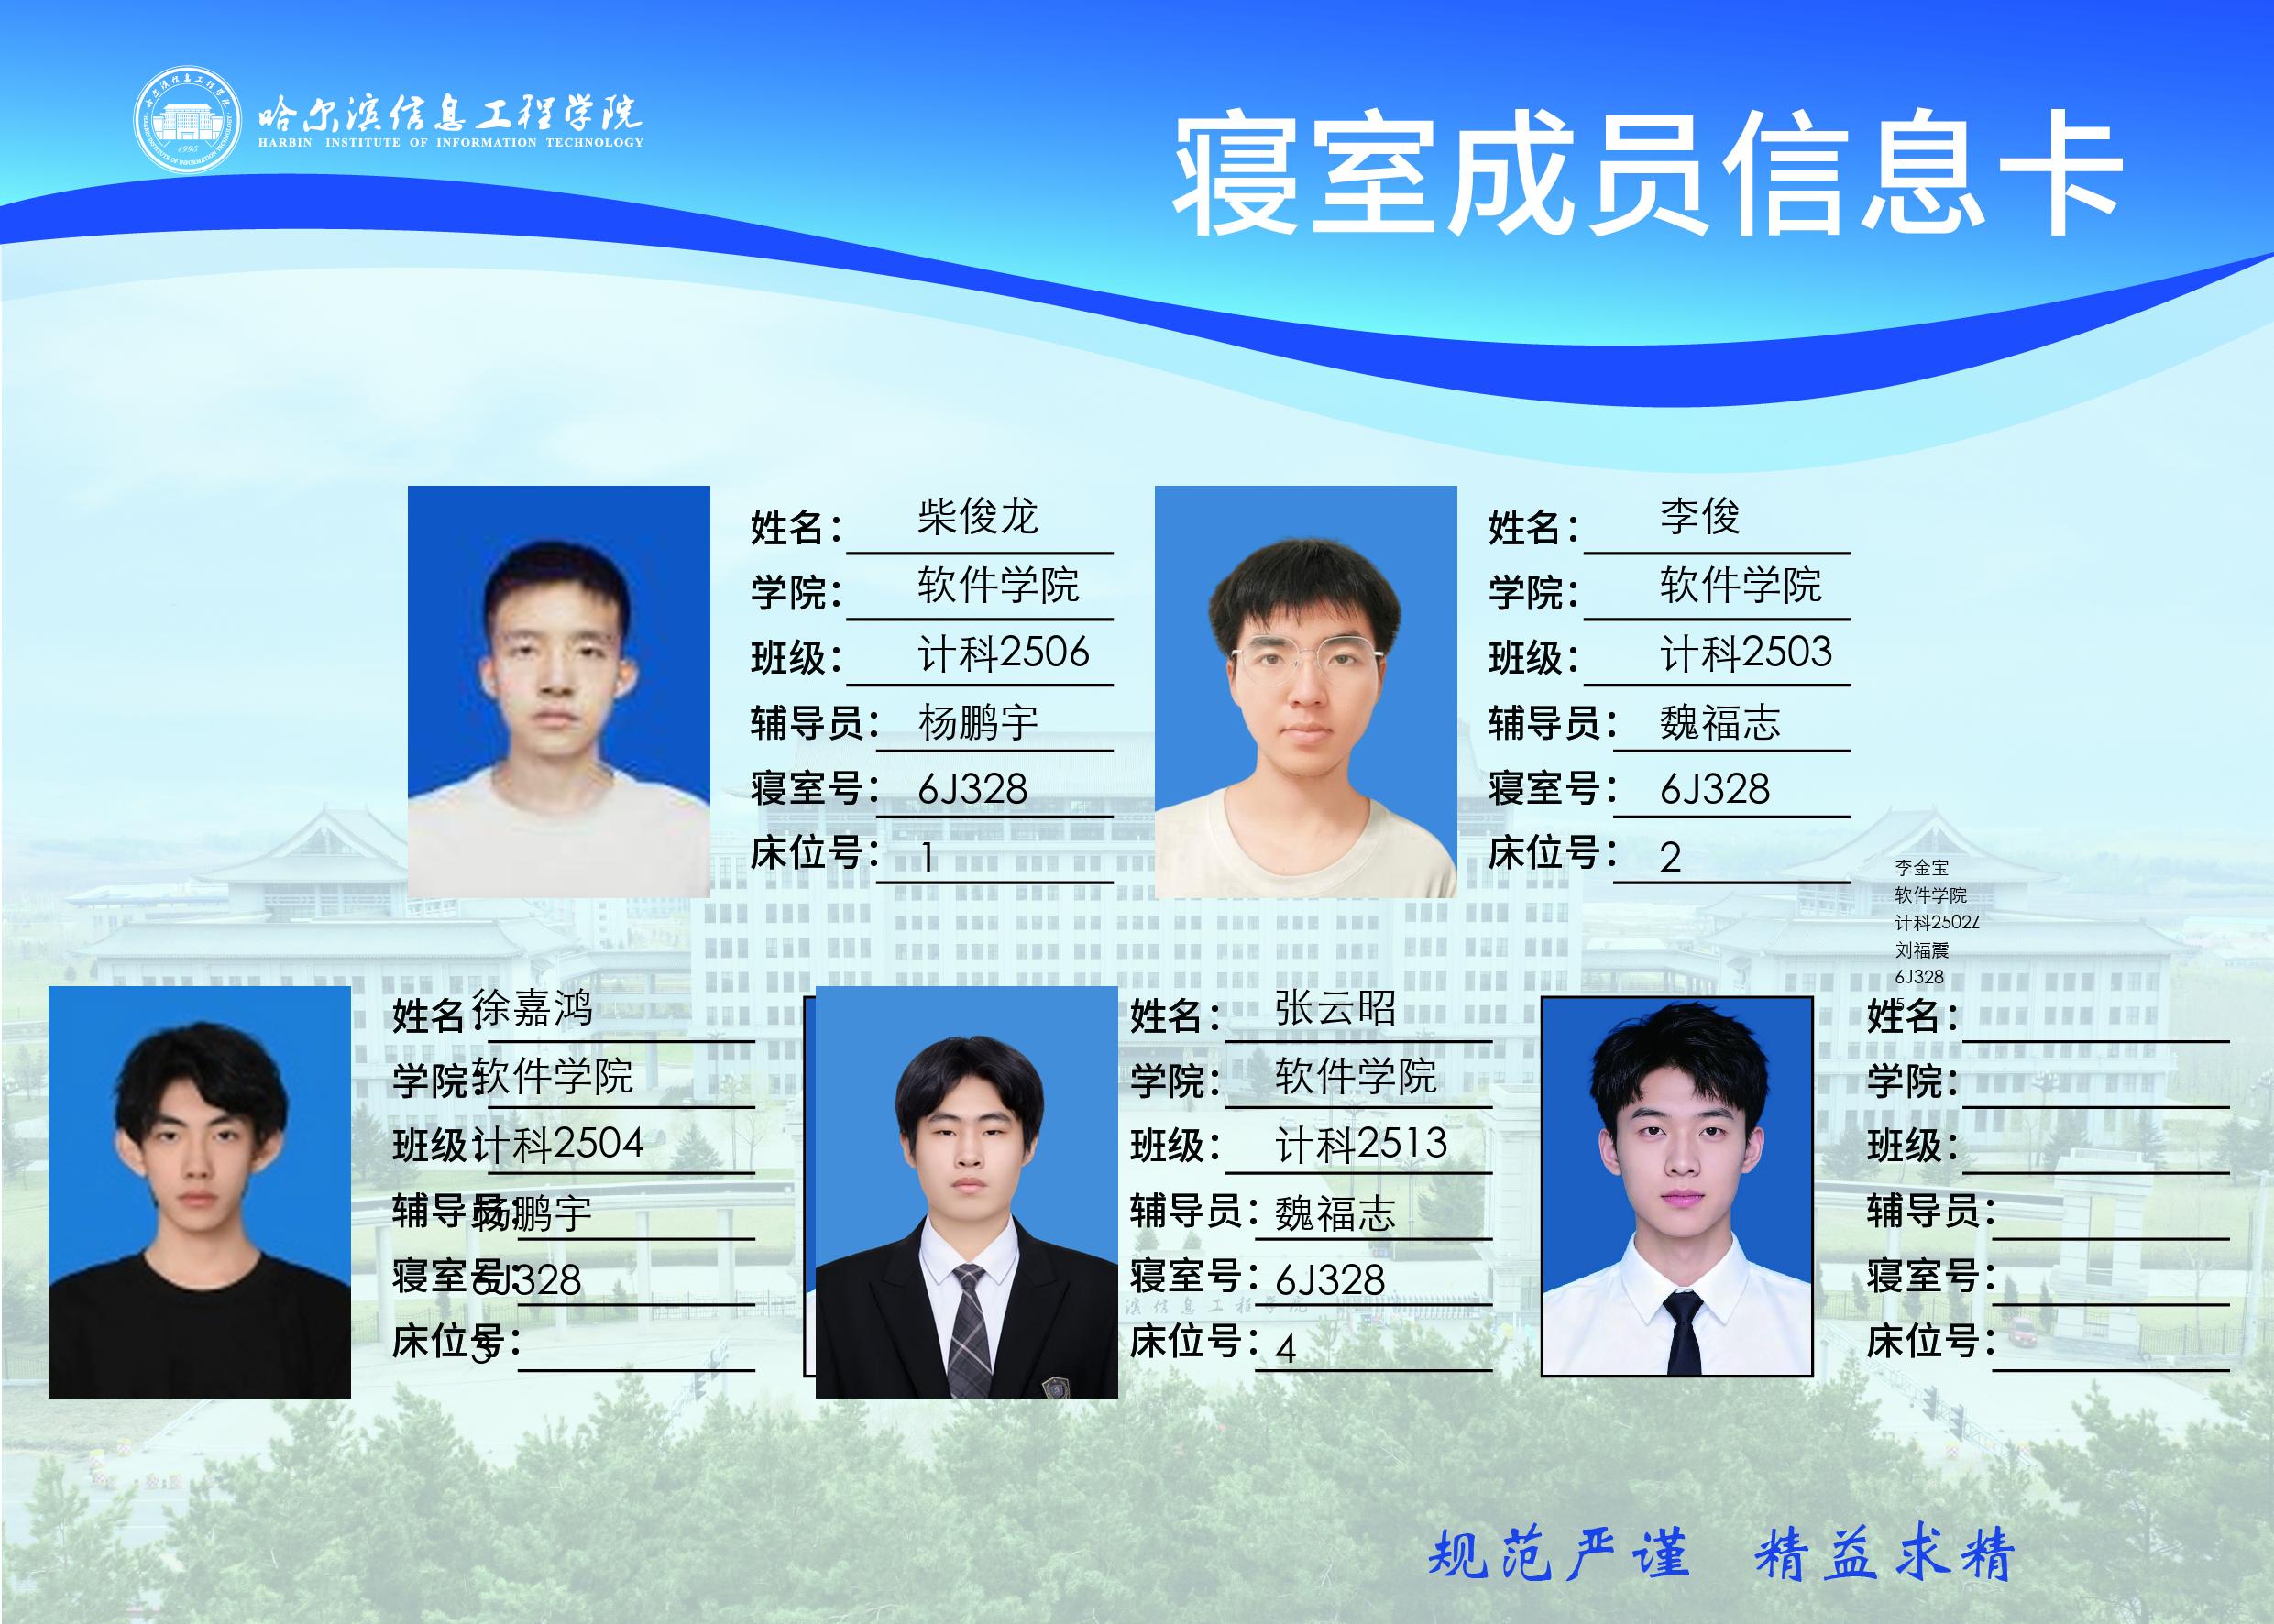 哈尔滨信息工程学院
HARBIN INSTITUTE OF INFORMATION TECHNOLOGY
1995
寝室成员信息卡
姓名： 柴俊龙
学院： 软件学院
班级： 计科2506
辅导员： 杨鹏宇
寝室号： 6J328
床位号： 1
姓名： 李俊
学院： 软件学院
班级： 计科2503
辅导员： 魏福志
寝室号： 6J328
床位号： 2
姓名：徐嘉鸿
学院：软件学院
班级：计科2504
辅导员：杨鹏宇
寝室号：6J328
床位号：3
姓名： 张云昭
学院： 软件学院
班级： 计科2513
辅导员： 魏福志
寝室号： 6J328
床位号： 4
李金宝
软件学院
计科2502Z
刘福震
6J328
5
姓名：
学院：
班级：
辅导员：
寝室号：
床位号：
规范严谨 精益求精